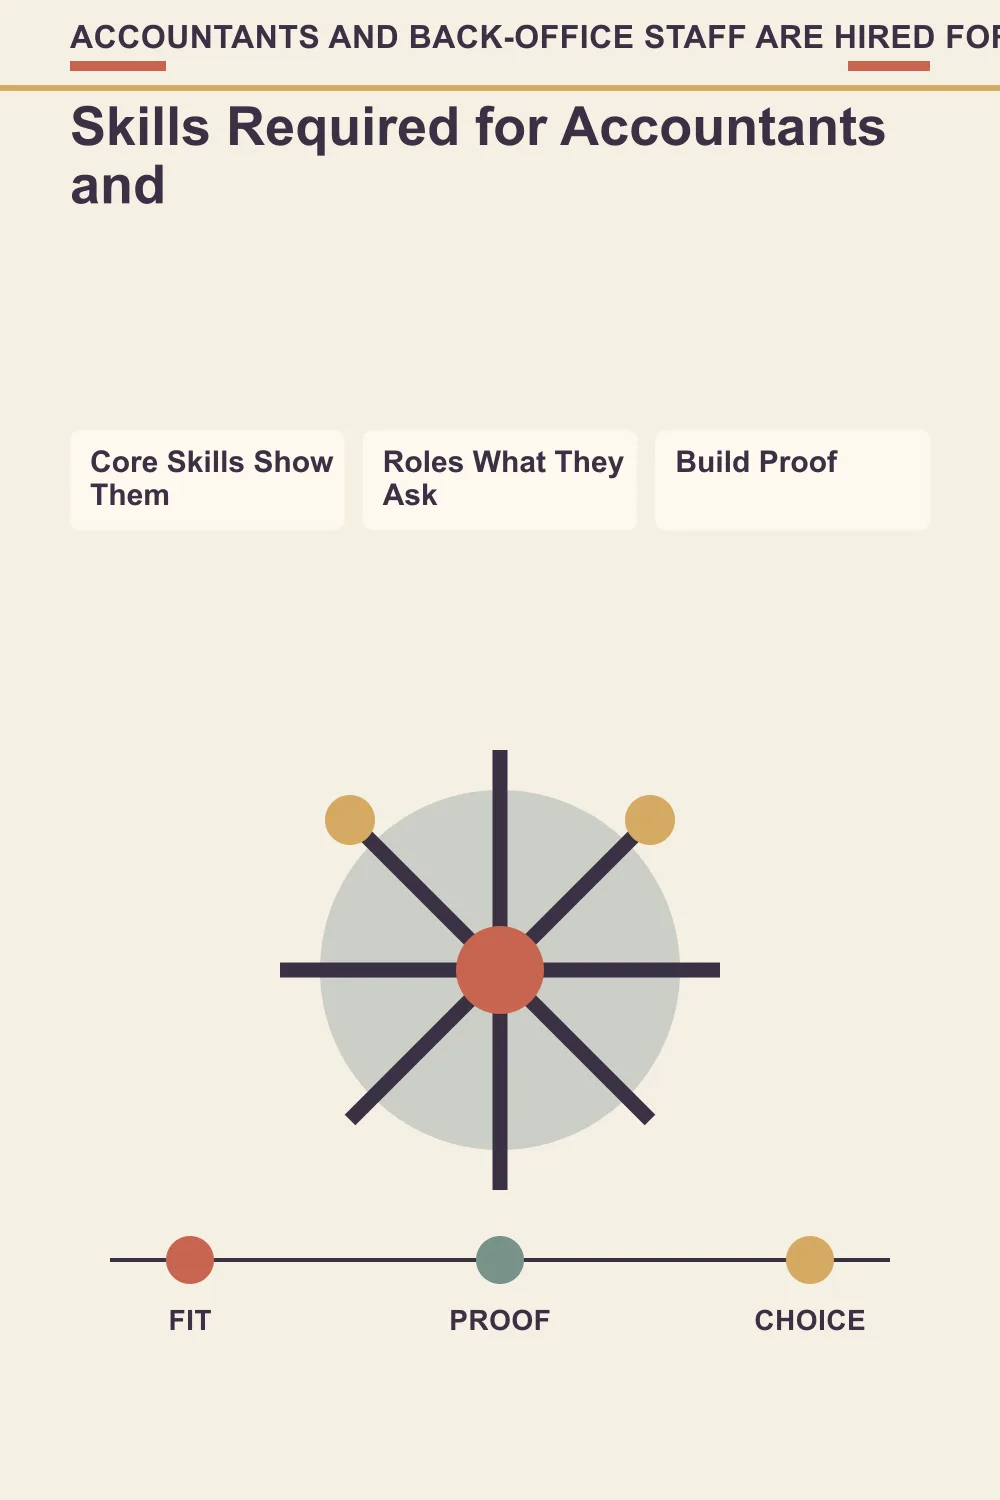 ACCOUNTANTS AND BACK-OFFICE STAFF ARE HIRED FOR
Skills Required for Accountants
and
Core Skills Show
Them
Roles What They
Ask
Build Proof
FIT
PROOF
CHOICE